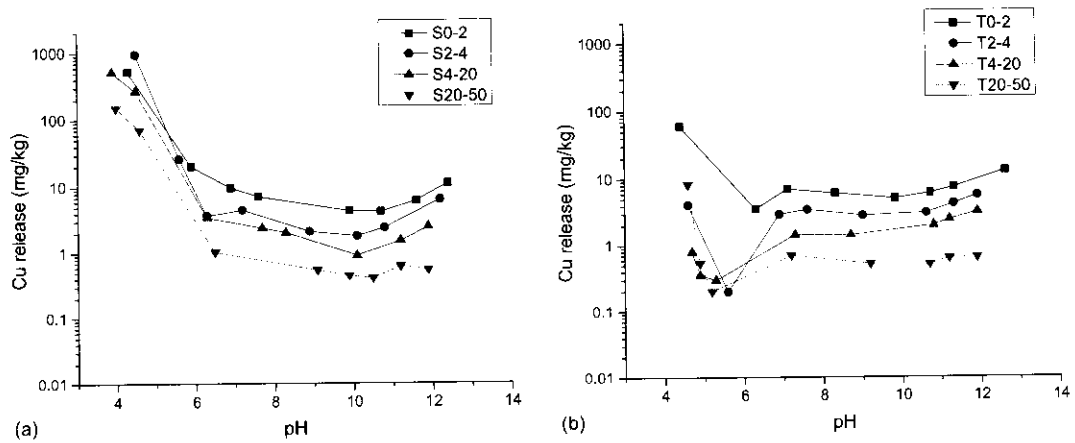 1000
100
10
1
0.1
0.01
Cu release (mg/kg)
S0-2
S2-4
S4-20
S20-50
4
6
8
10
12
14
pH
(a)
1000
100
10
1
0.1
0.01
Cu release (mg/kg)
T0-2
T2-4
T4-20
T20-50
4
6
8
10
12
14
pH
(b)